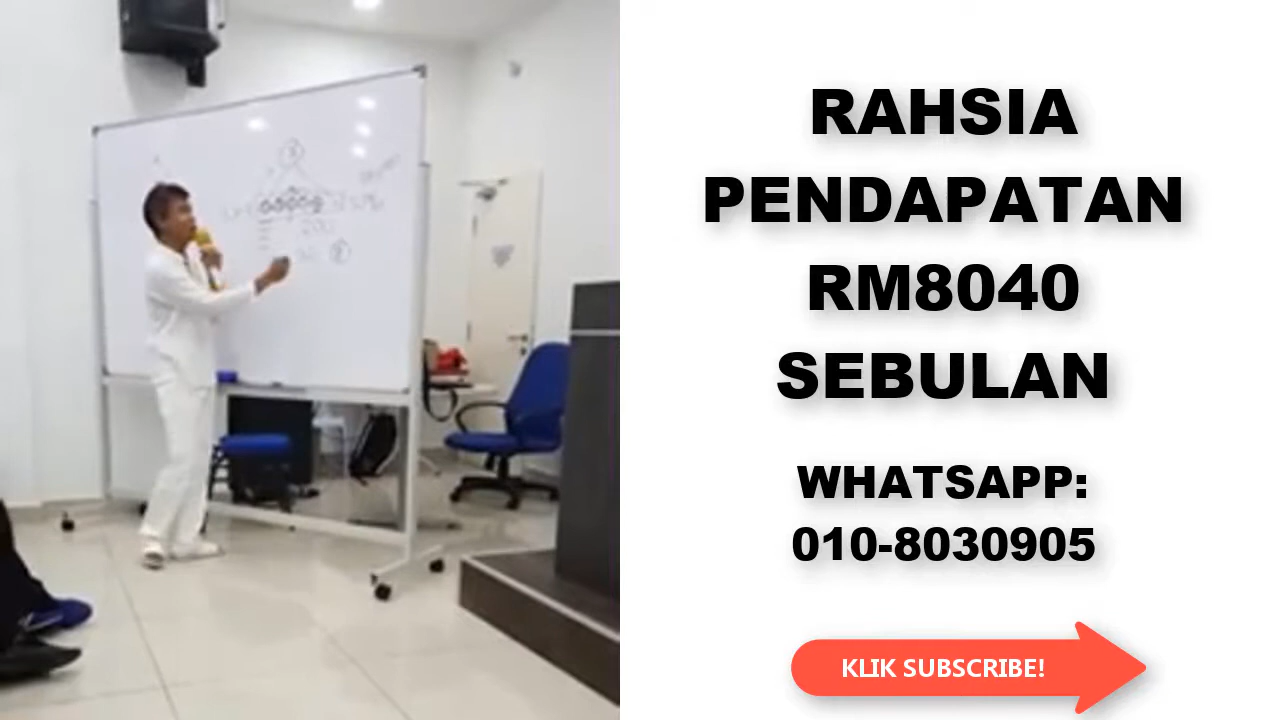 RAHSIA
PENDAPATAN
RM8040
SEBULAN
WHATSAPP:
010-8030905
KLIK SUBSCRIBE!